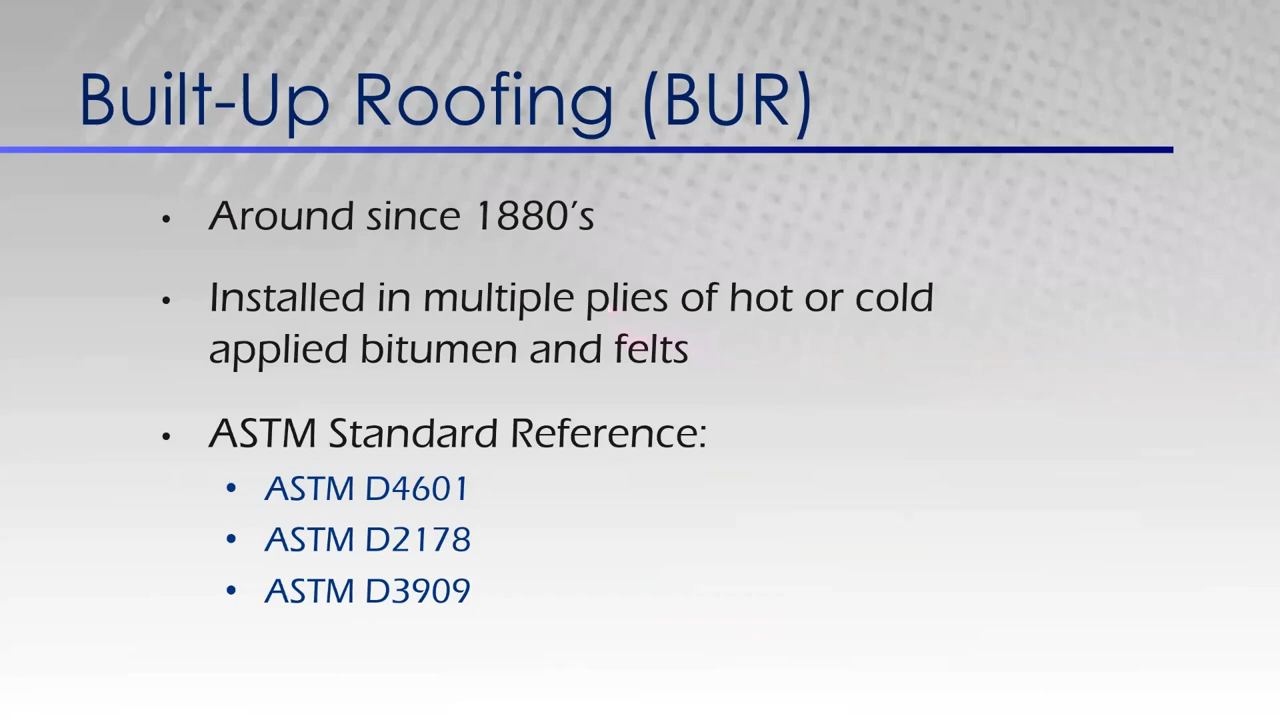 Built-Up Roofing (BUR)
• Around since 1880’s
• Installed in multiple plies of hot or cold
applied bitumen and felts
• ASTM Standard Reference:
• ASTM D4601
• ASTM D2178
• ASTM D3909